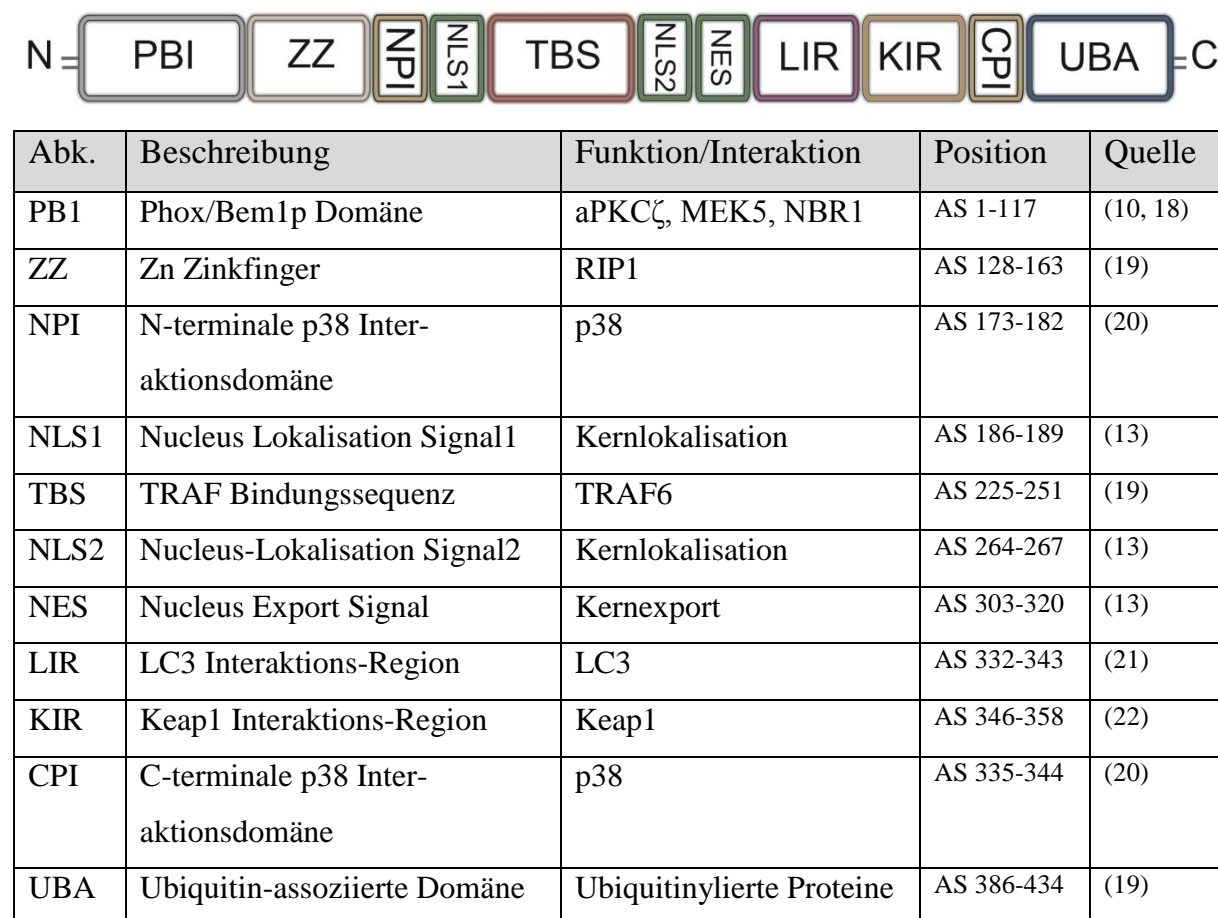 N PBI ZZ NPI NLS1 TBS NLS2 NES LIR KIR CPI UBA C
Abk. Beschreibung Funktion/Interaktion Position Quelle
PB1 Phox/Bem1p Domäne aPKCζ, MEK5, NBR1 AS 1-117 (10, 18)
ZZ Zn Zinkfinger RIP1 AS 128-163 (19)
NPI N-terminale p38 Inter- p38 AS 173-182 (20)
aktionsdomäne
NLS1 Nucleus Lokalisation Signal1 Kernlokalisation AS 186-189 (13)
TBS TRAF Bindungssequenz TRAF6 AS 225-251 (19)
NLS2 Nucleus-Lokalisation Signal2 Kernlokalisation AS 264-267 (13)
NES Nucleus Export Signal Kernexport AS 303-320 (13)
LIR LC3 Interaktions-Region LC3 AS 332-343 (21)
KIR Keap1 Interaktions-Region Keap1 AS 346-358 (22)
CPI C-terminale p38 Inter- p38 AS 335-344 (20)
aktionsdomäne
UBA Ubiquitin-assoziierte Domäne Ubiquitinylierte Proteine AS 386-434 (19)